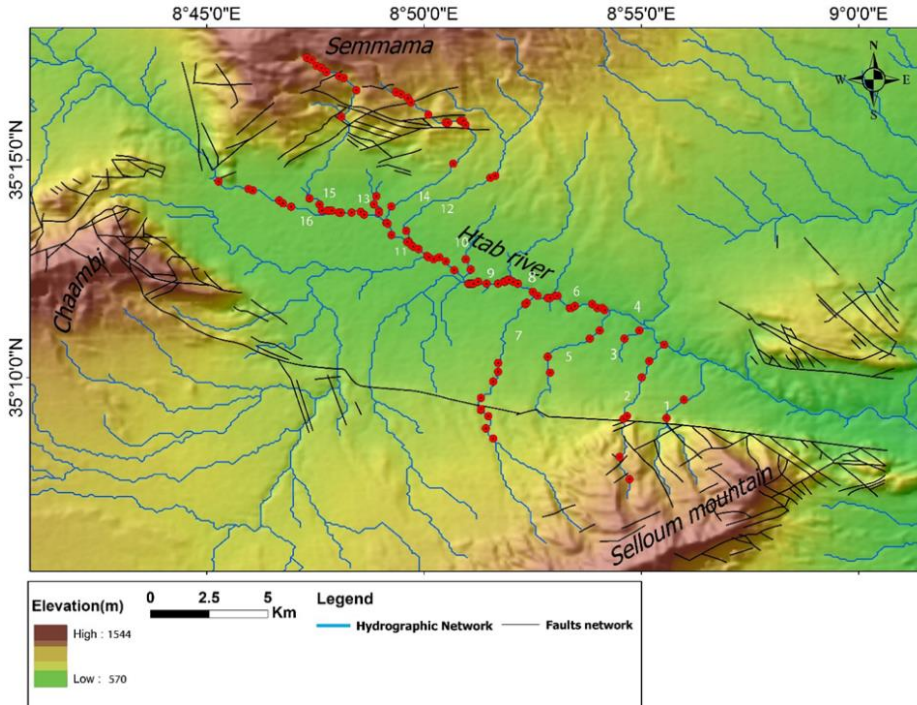 8°45'0"E 8°50'0"E 8°55'0"E 9°0'0"E
Semmama
N
W E
S
35°15'0"N
14
15 13
12
16
Htab river
11
10
Chaambi
9
8
6
4
7
3
5
35°10'0"N
2
1
Selloum mountain
Elevation(m)
High : 1544
Low : 570
0 2.5 5
Km
Legend
Hydrographic Network Faults network